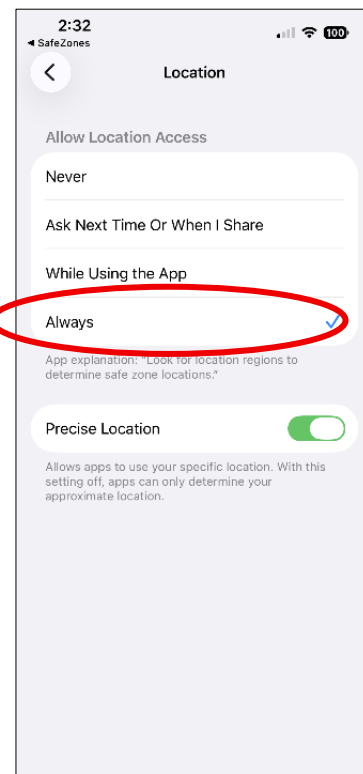 2:32
100
◀ SafeZones
Location
Allow Location Access
Never
Ask Next Time Or When I Share
While Using the App
Always
App explanation: "Look for location regions to
determine safe zone locations."
Precise Location
Allows apps to use your specific location. With this
setting off, apps can only determine your
approximate location.